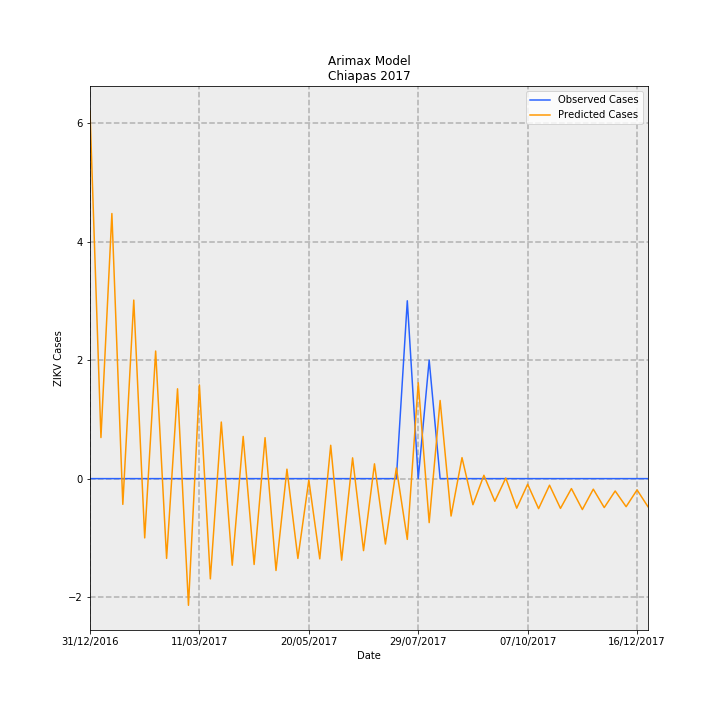 Arimax Model
Chiapas 2017
Observed Cases
Predicted Cases
ZIKV Cases
6
4
2
0
−2
31/12/2016
11/03/2017
20/05/2017
29/07/2017
07/10/2017
16/12/2017
Date